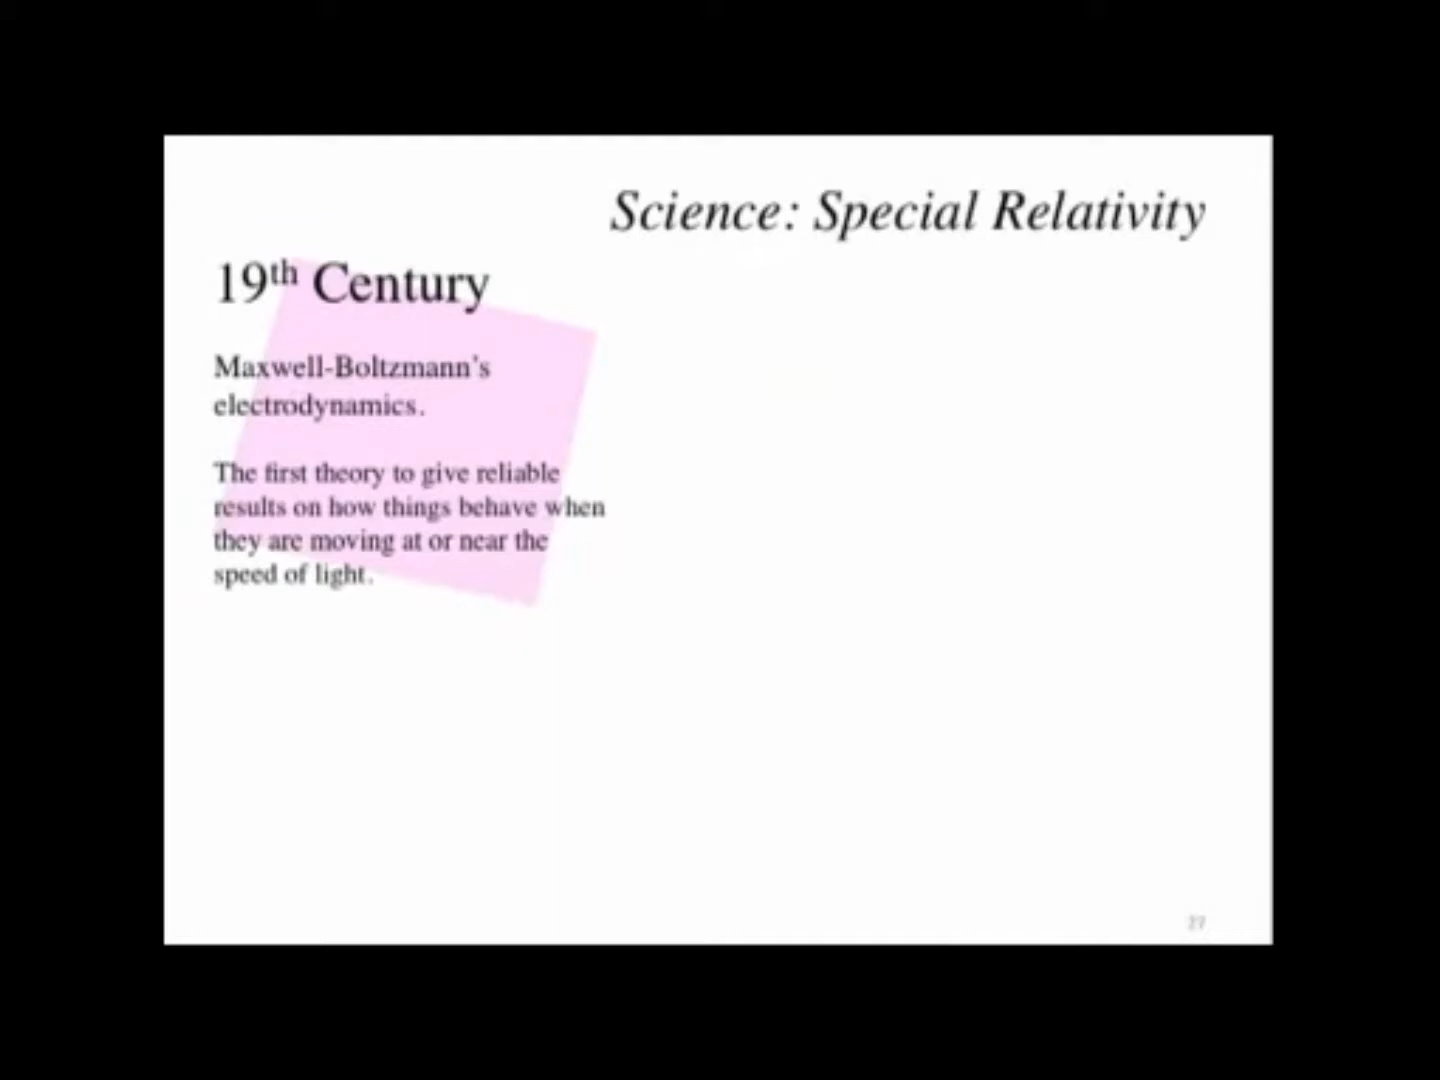 Science: Special Relativity
19th Century
Maxwell-Boltzmann's
electrodynamics.
The first theory to give reliable
results on how things behave when
they are moving at or near the
speed of light.